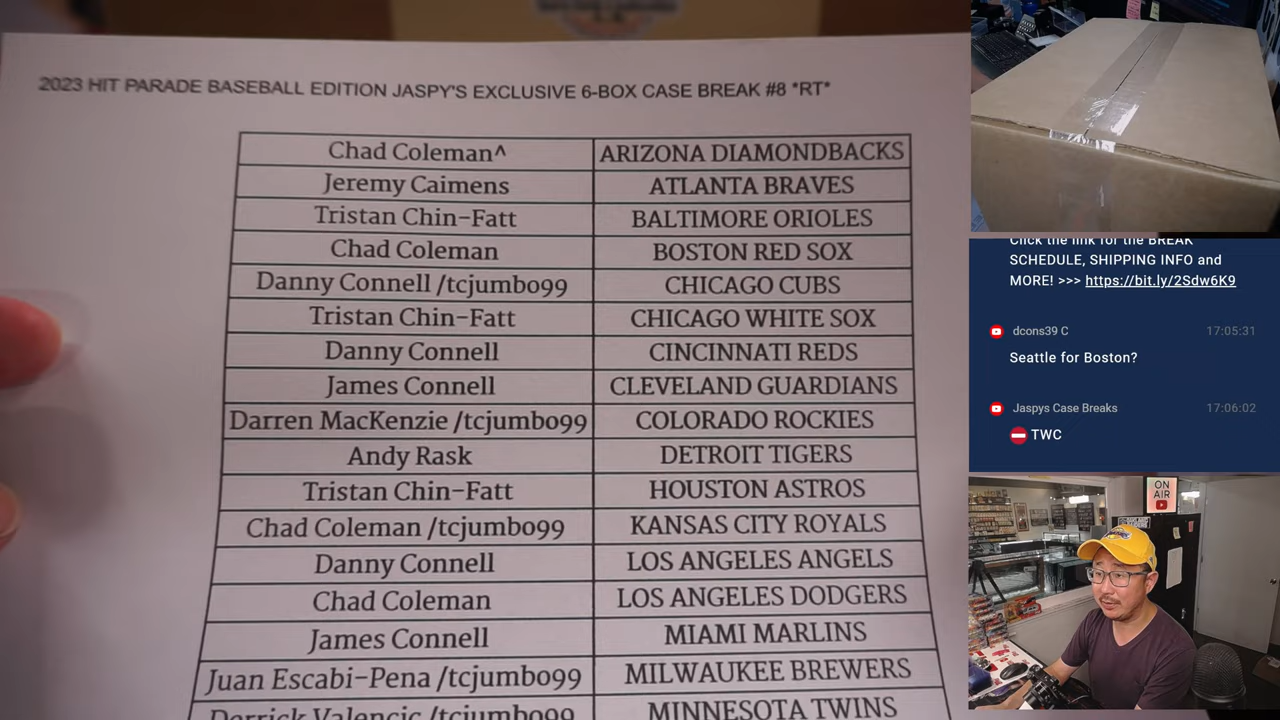 2023 HIT PARADE BASEBALL EDITION JASPY'S EXCLUSIVE 6-BOX CASE BREAK #8 *RT*
Chad Coleman^ ARIZONA DIAMONDBACKS
Jeremy Caimens ATLANTA BRAVES
Tristan Chin-Fatt BALTIMORE ORIOLES
Chad Coleman BOSTON RED SOX
Danny Connell /tcjumbo99 CHICAGO CUBS
Tristan Chin-Fatt CHICAGO WHITE SOX
Danny Connell CINCINNATI REDS
James Connell CLEVELAND GUARDIANS
Darren MacKenzie /tcjumbo99 COLORADO ROCKIES
Andy Rask DETROIT TIGERS
Tristan Chin-Fatt HOUSTON ASTROS
Chad Coleman /tcjumbo99 KANSAS CITY ROYALS
Danny Connell LOS ANGELES ANGELS
Chad Coleman LOS ANGELES DODGERS
James Connell MIAMI MARLINS
Juan Escabi-Pena /tcjumbo99 MILWAUKEE BREWERS
Derrick Valencic /tcjumbo99 MINNESOTA TWINS
Click the link for the BREAK
SCHEDULE, SHIPPING INFO and
MORE! >>> https://bit.ly/2Sdw6K9
dcons39 C 17:05:31
Seattle for Boston?
Jaspys Case Breaks 17:06:02
⛔ TWC
ON
AIR